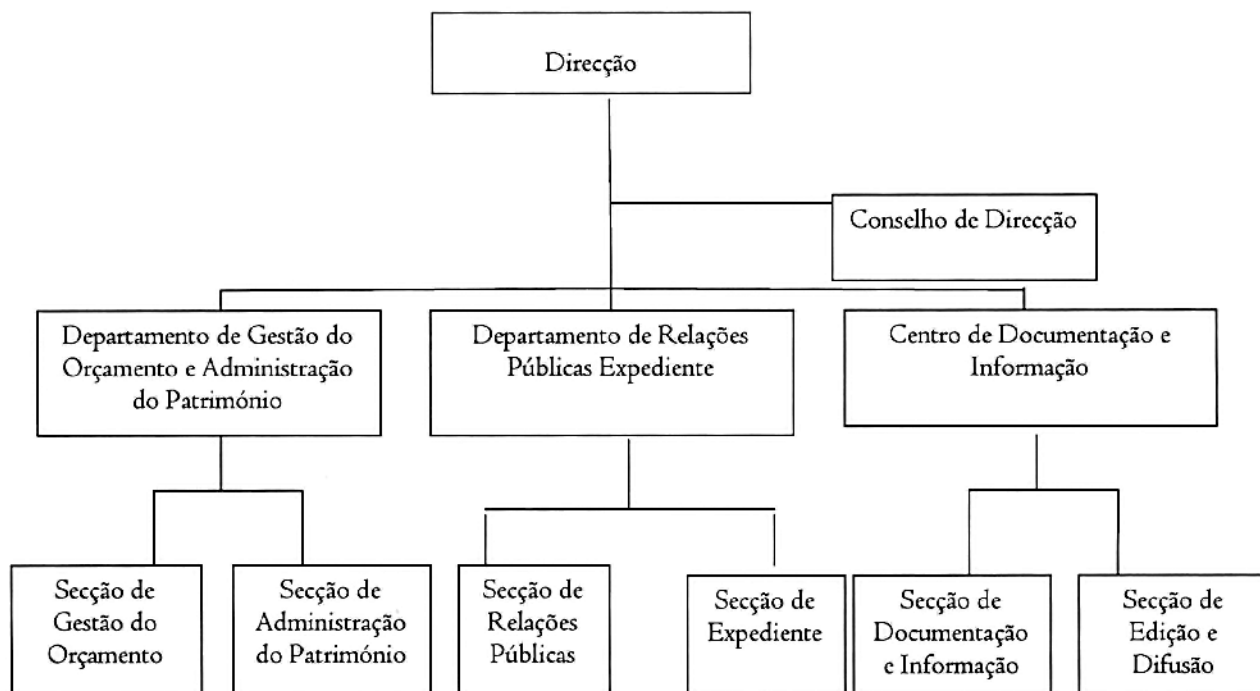 Direcção
Conselho de Direcção
Departamento de Gestão do
Orçamento e Administração
do Património
Departamento de Relações
Públicas Expediente
Centro de Documentação e
Informação
Secção de
Gestão do
Orçamento
Secção de
Administração
do Património
Secção de
Relações
Públicas
Secção de
Expediente
Secção de
Documentação
e Informação
Secção de
Edição e
Difusão